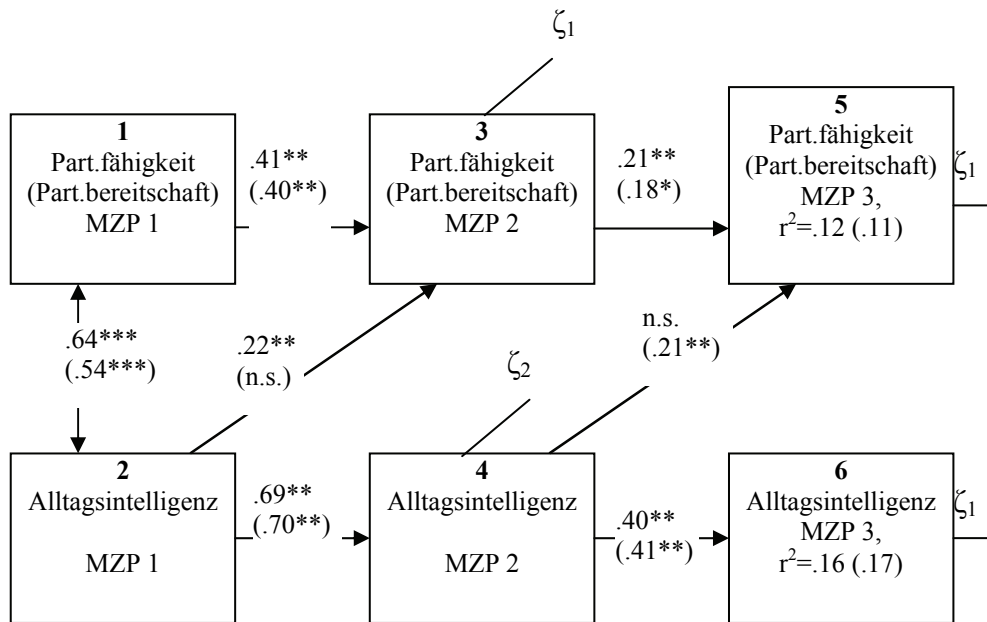 ζ1
1
Part.fähigkeit
(Part.bereitschaft)
MZP 1
.41**
(.40**)
3
Part.fähigkeit
(Part.bereitschaft)
MZP 2
.21**
(.18*)
5
Part.fähigkeit
(Part.bereitschaft)
MZP 3,
r²=.12 (.11)
ζ1
.64***
(.54***)
.22**
(n.s.)
ζ2
n.s.
(.21**)
2
Alltagsintelligenz
MZP 1
.69**
(.70**)
4
Alltagsintelligenz
MZP 2
.40**
(.41**)
6
Alltagsintelligenz
MZP 3,
r²=.16 (.17)
ζ1